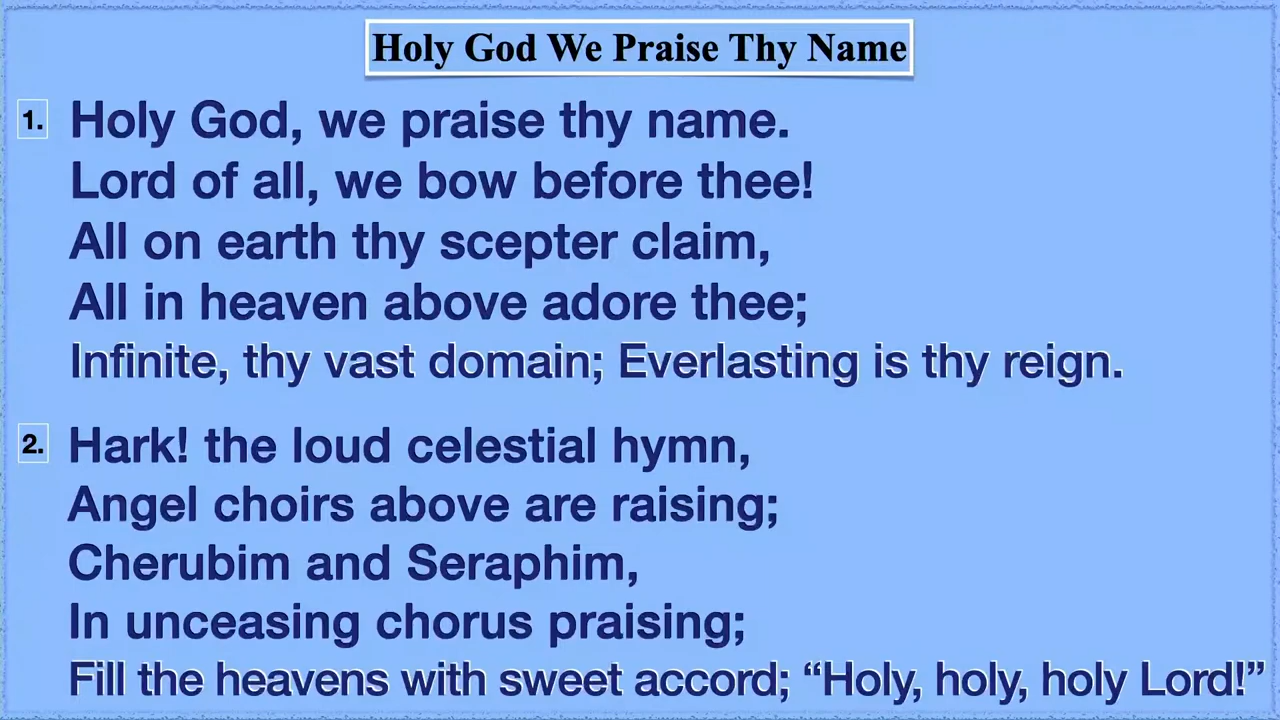 Holy God We Praise Thy Name
1. Holy God, we praise thy name.
Lord of all, we bow before thee!
All on earth thy scepter claim,
All in heaven above adore thee;
Infinite, thy vast domain; Everlasting is thy reign.
2. Hark! the loud celestial hymn,
Angel choirs above are raising;
Cherubim and Seraphim,
In unceasing chorus praising;
Fill the heavens with sweet accord; “Holy, holy, holy Lord!”